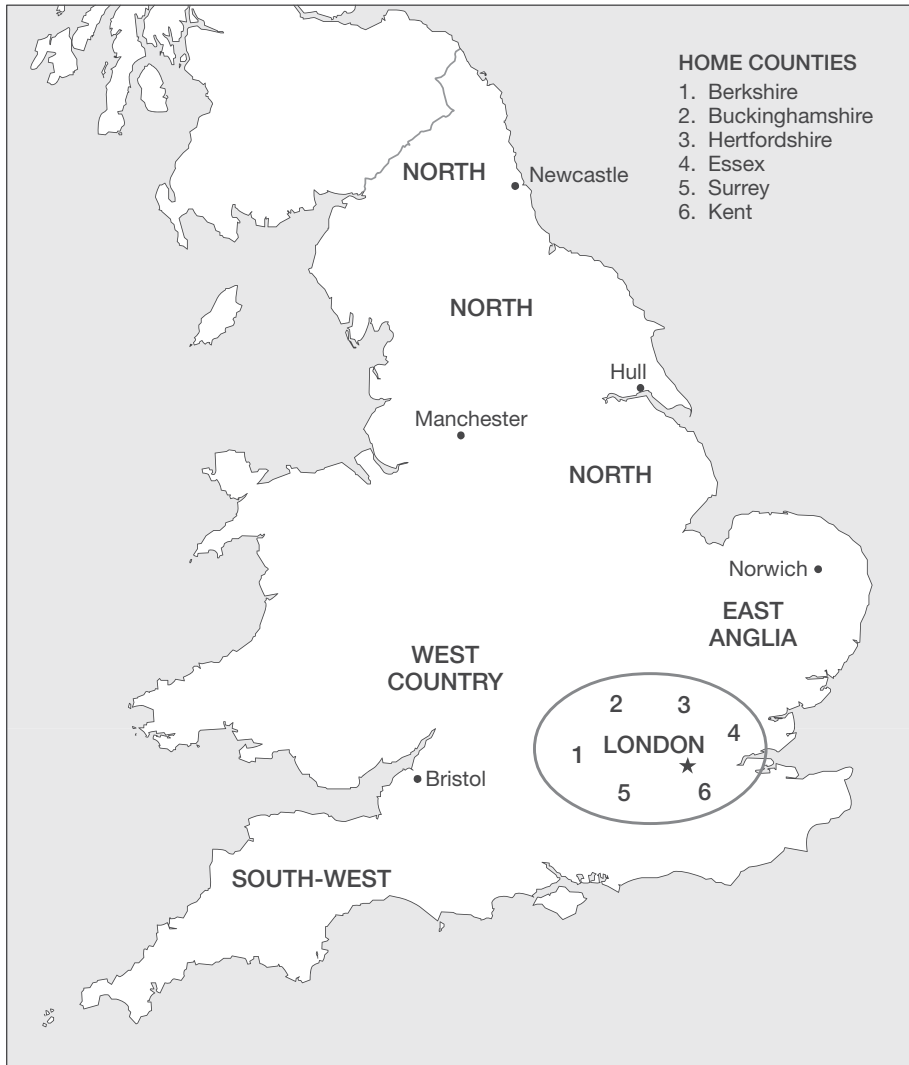 HOME COUNTIES
1. Berkshire
2. Buckinghamshire
3. Hertfordshire
4. Essex
5. Surrey
6. Kent
NORTH
Newcastle
NORTH
Hull
Manchester
NORTH
Norwich
EAST
ANGLIA
WEST
COUNTRY
2
3
4
LONDON
1
Bristol
5
6
SOUTH-WEST